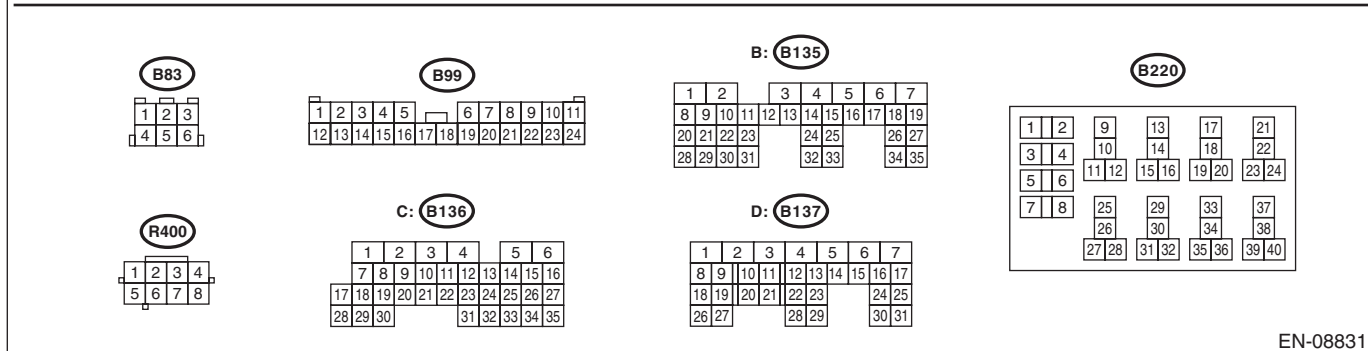 B83
1 2 3
4 5 6
B99
1 2 3 4 5 6 7 8 9 10 11
12 13 14 15 16 17 18 19 20 21 22 23 24
B: B135
1 2 3 4 5 6 7
8 9 10 11 12 13 14 15 16 17 18 19
20 21 22 23 24 25 26 27
28 29 30 31 32 33 34 35
B220
1 2 9 13 17 21
10 14 18 22
3 4
11 12 15 16 19 20 23 24
5 6
7 8 25 29 33 37
26 30 34 38
27 28 31 32 35 36 39 40
R400
1 2 3 4
5 6 7 8
C: B136
1 2 3 4 5 6
7 8 9 10 11 12 13 14 15 16
17 18 19 20 21 22 23 24 25 26 27
28 29 30 31 32 33 34 35
D: B137
1 2 3 4 5 6 7
8 9 10 11 12 13 14 15 16 17
18 19 20 21 22 23 24 25
26 27 28 29 30 31
EN-08831